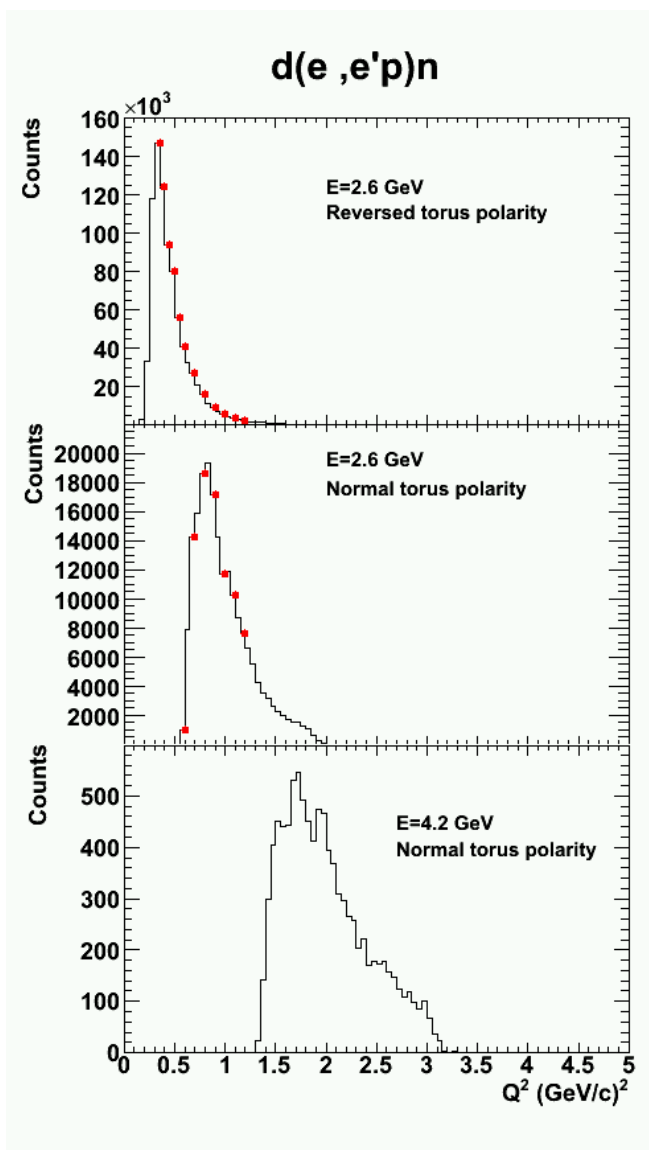 d(e ,e'p)n
×10³
Counts
160
140
120
100
80
60
40
20
E=2.6 GeV
Reversed torus polarity
Counts
20000
18000
16000
14000
12000
10000
8000
6000
4000
2000
E=2.6 GeV
Normal torus polarity
Counts
500
400
300
200
100
0
E=4.2 GeV
Normal torus polarity
0 0.5 1 1.5 2 2.5 3 3.5 4 4.5 5
Q² (GeV/c)²